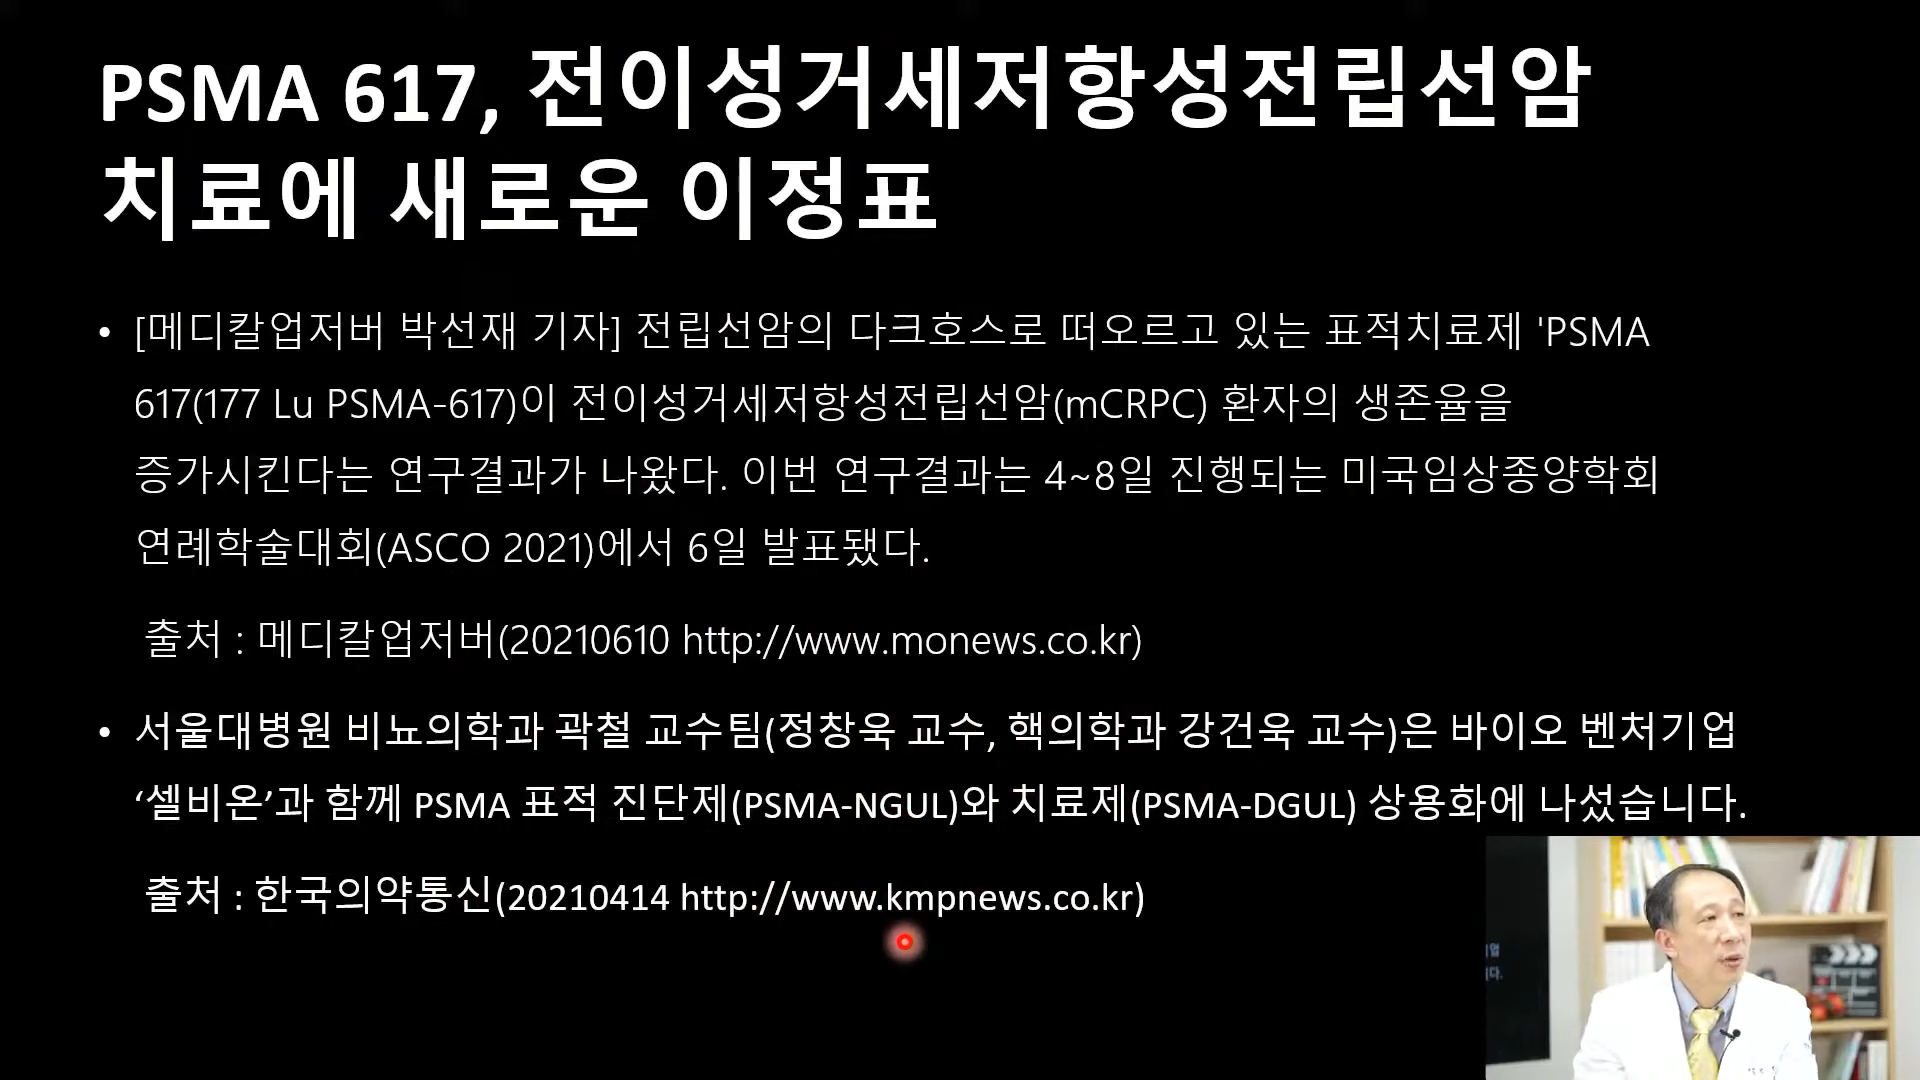 PSMA 617, 전이성거세저항성전립선암
치료에 새로운 이정표
• [메디칼업저버 박선재 기자] 전립선암의 다크호스로 떠오르고 있는 표적치료제 'PSMA
617(177 Lu PSMA-617)이 전이성거세저항성전립선암(mCRPC) 환자의 생존율을
증가시킨다는 연구결과가 나왔다. 이번 연구결과는 4~8일 진행되는 미국임상종양학회
연례학술대회(ASCO 2021)에서 6일 발표됐다.
출처 : 메디칼업저버(20210610 http://www.monews.co.kr)
• 서울대병원 비뇨의학과 곽철 교수팀(정창욱 교수, 핵의학과 강건욱 교수)은 바이오 벤처기업
‘셀비온’과 함께 PSMA 표적 진단제(PSMA-NGUL)와 치료제(PSMA-DGUL) 상용화에 나섰습니다.
출처 : 한국의약통신(20210414 http://www.kmpnews.co.kr)
업
다.